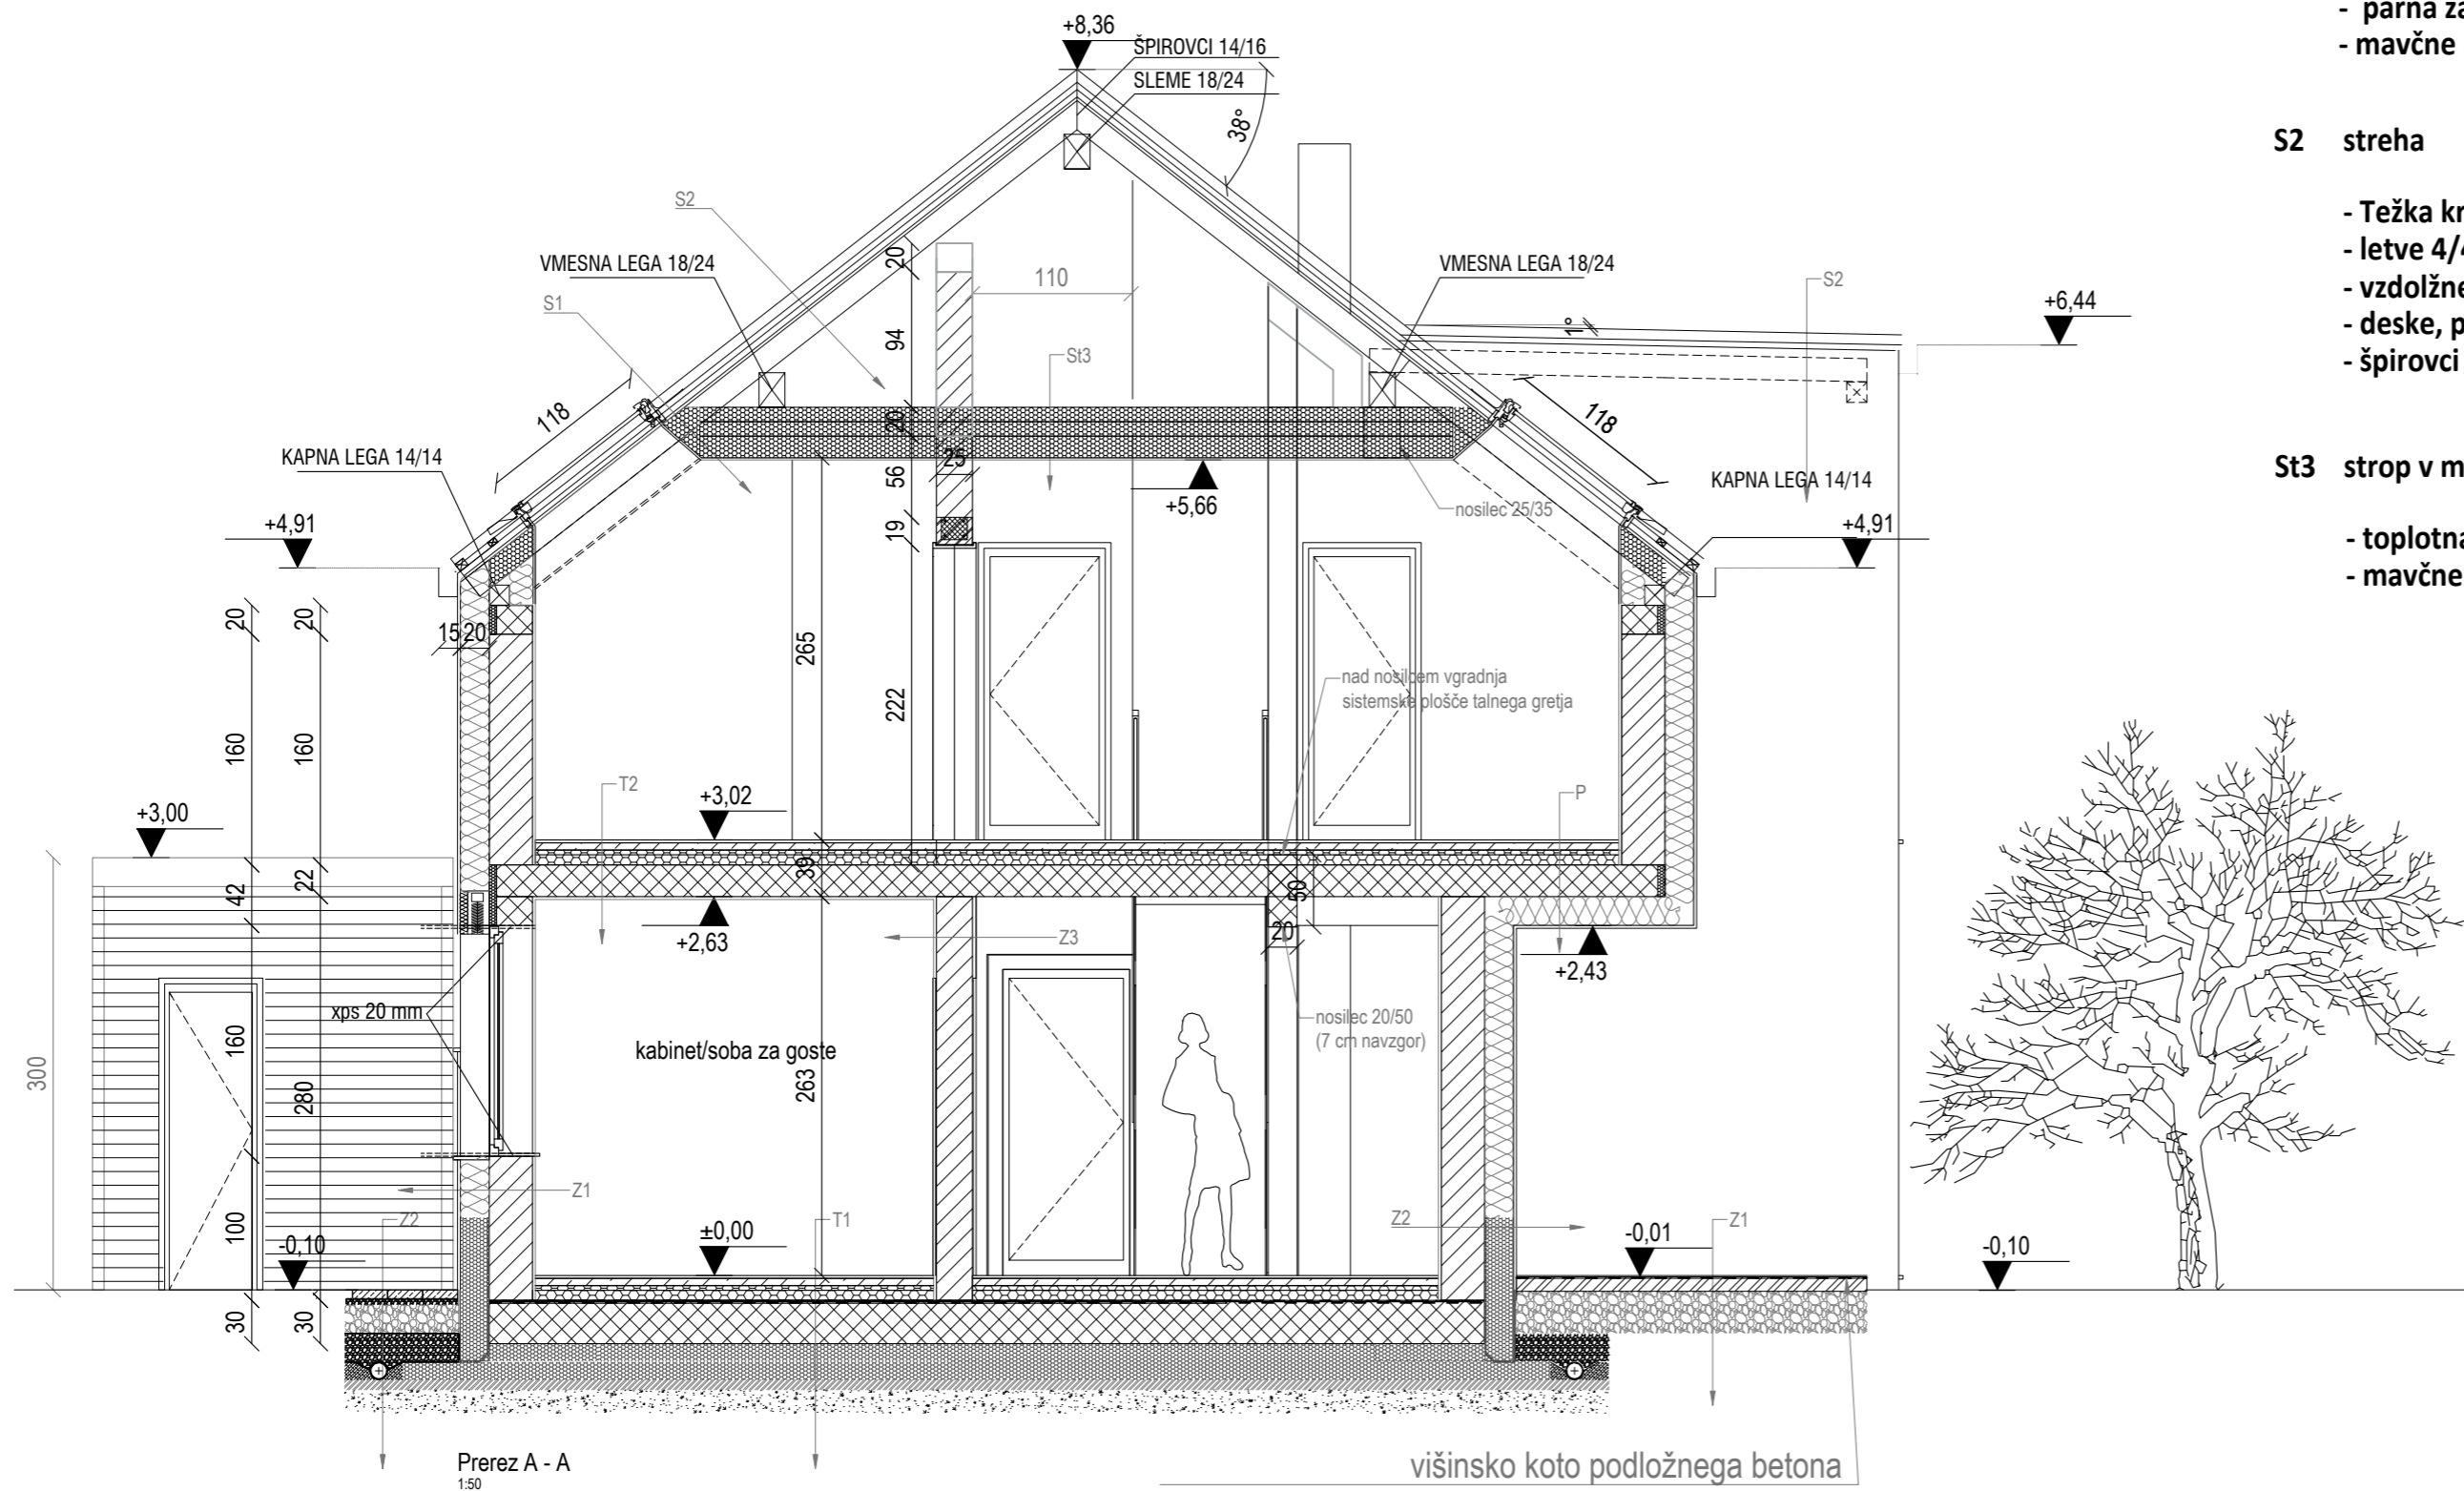 +8,36
ŠPIROVCI 14/16
SLEME 18/24
38°
S2
VMESNA LEGA 18/24
VMESNA LEGA 18/24
20
110
S2
S1
+6,44
1°
94
St3
118
118
20
KAPNA LEGA 14/14
25
56
KAPNA LEGA 14/14
+5,66
nosilec 25/35
+4,91
19
+4,91
20
20
15 20
265
nad nosilcem vgradnja
sistemske plošče talnega gretja
222
160
160
T2
P
+3,02
+3,00
39
42
22
50
+2,63
Z3
20
+2,43
xps 20 mm
nosilec 20/50
(7 cm navzgor)
160
kabinet/soba za goste
300
280
263
Z1
Z2
T1
Z2
Z1
100
-0,10
±0,00
-0,01
-0,10
30
30
Prerez A - A
1:50
višinsko koto podložnega betona
- parna za
- mavčne
S2 streha
- Težka kr
- letve 4/4
- vzdolžne
- deske, p
- špirovci
St3 strop v m
- toplotna
- mavčne